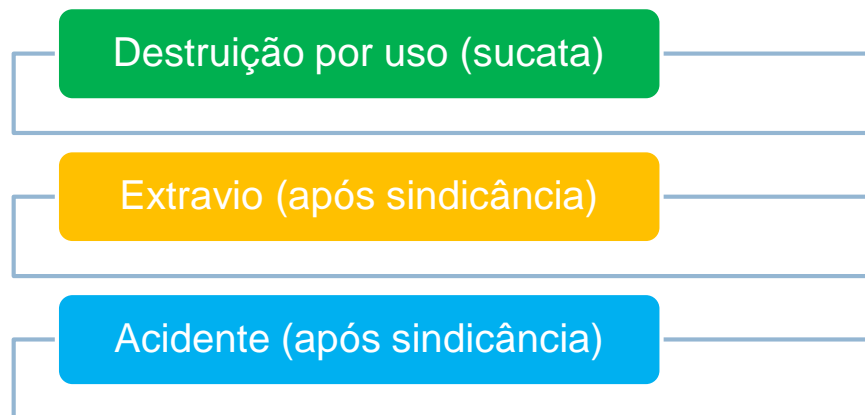 Destruição por uso (sucata)
Extravio (após sindicância)
Acidente (após sindicância)